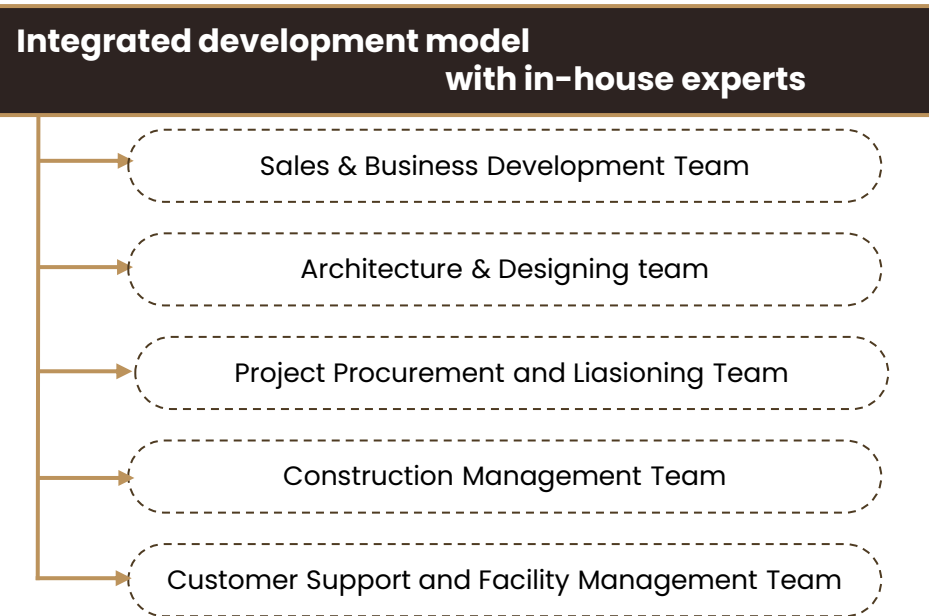 Integrated development model
with in-house experts
Sales & Business Development Team
Architecture & Designing team
Project Procurement and Liasioning Team
Construction Management Team
Customer Support and Facility Management Team